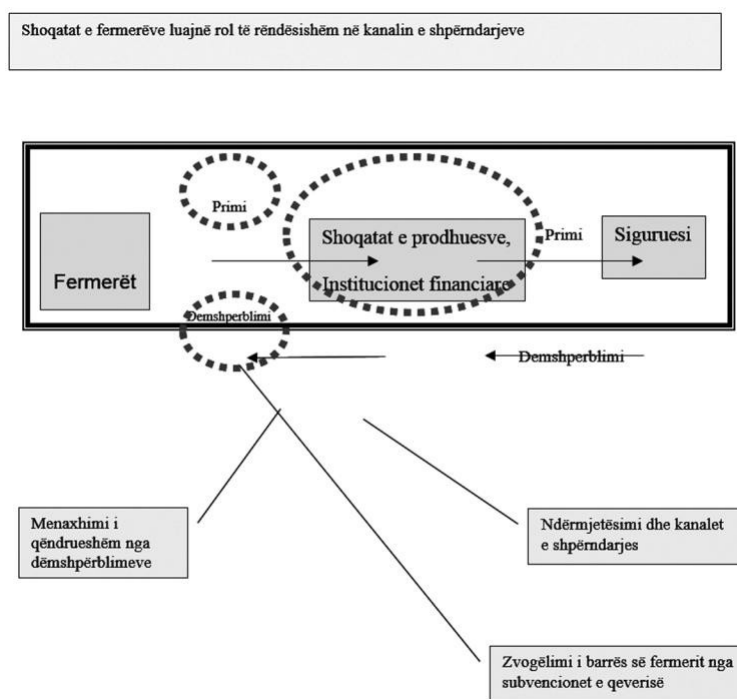 Shoqatat e fermerëve luajnë rol të rëndësishëm në kanalin e shpërndarjeve
Primi
Fermerët
Shoqatat e prodhuesve,
Institucionet financiare
Primi
Siguruesi
Demshperblimi
Demshperblimi
Menaxhimi i
qëndrueshëm nga
dëmshpërblimeve
Ndërmjetësimi dhe kanalet
e shpërndarjes
Zvogëlimi i barrës së fermerit nga
subvencionet e qeverisë